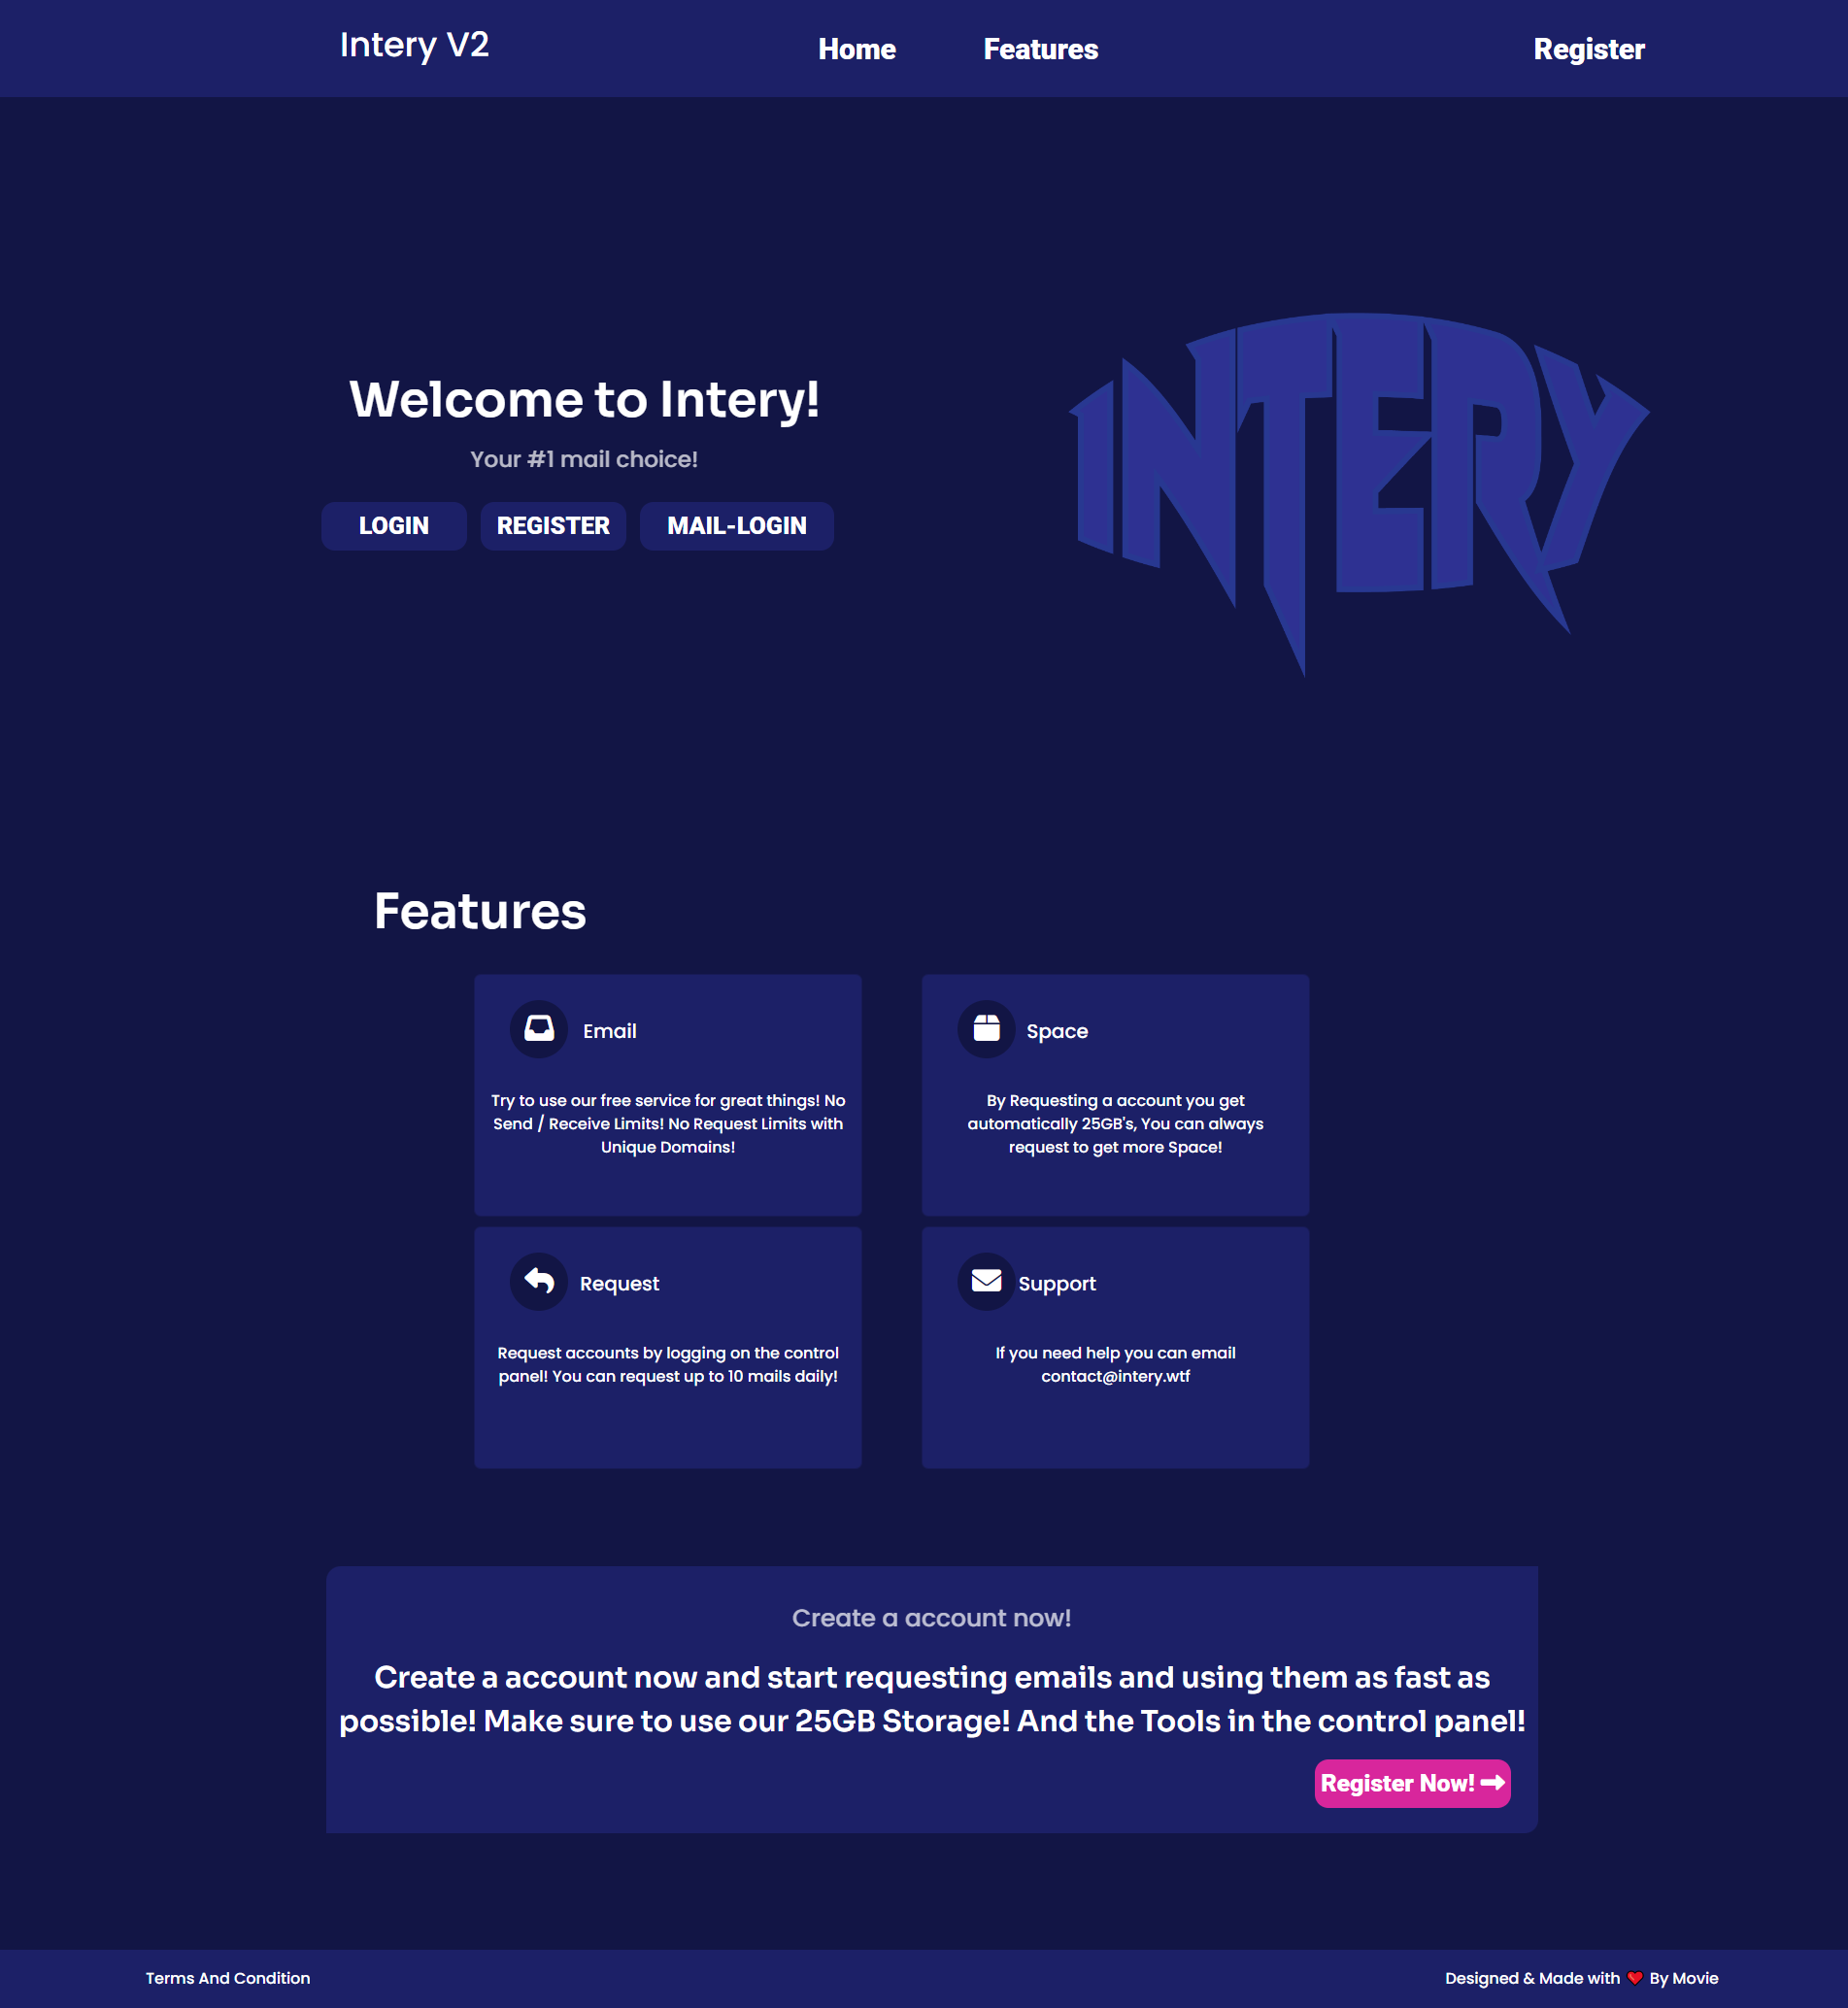 Intery V2
Home
Features
Register
Welcome to Intery!
Your #1 mail choice!
LOGIN
REGISTER
MAIL-LOGIN
INTERY
Features
Email
Try to use our free service for great things! No
Send / Receive Limits! No Request Limits with
Unique Domains!
Space
By Requesting a account you get
automatically 25GB's, You can always
request to get more Space!
Request
Request accounts by logging on the control
panel! You can request up to 10 mails daily!
Support
If you need help you can email
contact@intery.wtf
Create a account now!
Create a account now and start requesting emails and using them as fast as
possible! Make sure to use our 25GB Storage! And the Tools in the control panel!
Register Now!
Terms And Condition
Designed & Made with ❤️ By Movie